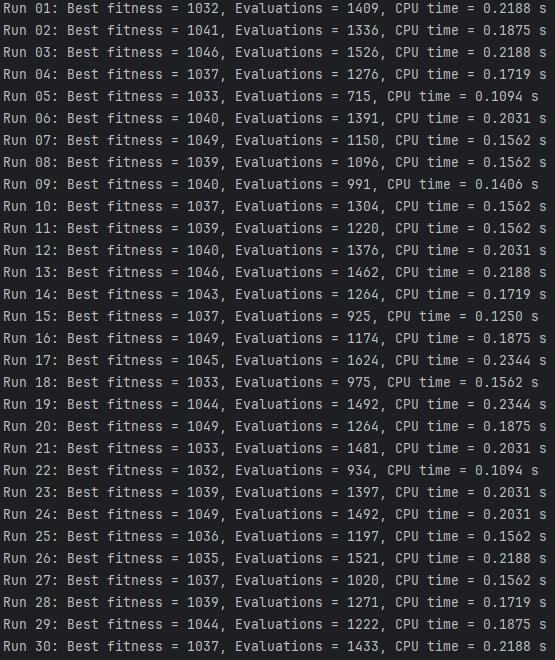 Run 01: Best fitness = 1032, Evaluations = 1409, CPU time = 0.2188 s
Run 02: Best fitness = 1041, Evaluations = 1336, CPU time = 0.1875 s
Run 03: Best fitness = 1046, Evaluations = 1526, CPU time = 0.2188 s
Run 04: Best fitness = 1037, Evaluations = 1276, CPU time = 0.1719 s
Run 05: Best fitness = 1033, Evaluations = 715, CPU time = 0.1094 s
Run 06: Best fitness = 1040, Evaluations = 1391, CPU time = 0.2031 s
Run 07: Best fitness = 1049, Evaluations = 1150, CPU time = 0.1562 s
Run 08: Best fitness = 1039, Evaluations = 1096, CPU time = 0.1562 s
Run 09: Best fitness = 1040, Evaluations = 991, CPU time = 0.1406 s
Run 10: Best fitness = 1037, Evaluations = 1304, CPU time = 0.1562 s
Run 11: Best fitness = 1039, Evaluations = 1220, CPU time = 0.1562 s
Run 12: Best fitness = 1040, Evaluations = 1376, CPU time = 0.2031 s
Run 13: Best fitness = 1046, Evaluations = 1462, CPU time = 0.2188 s
Run 14: Best fitness = 1043, Evaluations = 1264, CPU time = 0.1719 s
Run 15: Best fitness = 1037, Evaluations = 925, CPU time = 0.1250 s
Run 16: Best fitness = 1049, Evaluations = 1174, CPU time = 0.1875 s
Run 17: Best fitness = 1045, Evaluations = 1624, CPU time = 0.2344 s
Run 18: Best fitness = 1033, Evaluations = 975, CPU time = 0.1562 s
Run 19: Best fitness = 1044, Evaluations = 1492, CPU time = 0.2344 s
Run 20: Best fitness = 1049, Evaluations = 1264, CPU time = 0.1875 s
Run 21: Best fitness = 1033, Evaluations = 1481, CPU time = 0.2031 s
Run 22: Best fitness = 1032, Evaluations = 934, CPU time = 0.1094 s
Run 23: Best fitness = 1039, Evaluations = 1397, CPU time = 0.2031 s
Run 24: Best fitness = 1049, Evaluations = 1492, CPU time = 0.2031 s
Run 25: Best fitness = 1036, Evaluations = 1197, CPU time = 0.1562 s
Run 26: Best fitness = 1035, Evaluations = 1521, CPU time = 0.2188 s
Run 27: Best fitness = 1037, Evaluations = 1020, CPU time = 0.1562 s
Run 28: Best fitness = 1039, Evaluations = 1271, CPU time = 0.1719 s
Run 29: Best fitness = 1044, Evaluations = 1222, CPU time = 0.1875 s
Run 30: Best fitness = 1037, Evaluations = 1433, CPU time = 0.2188 s